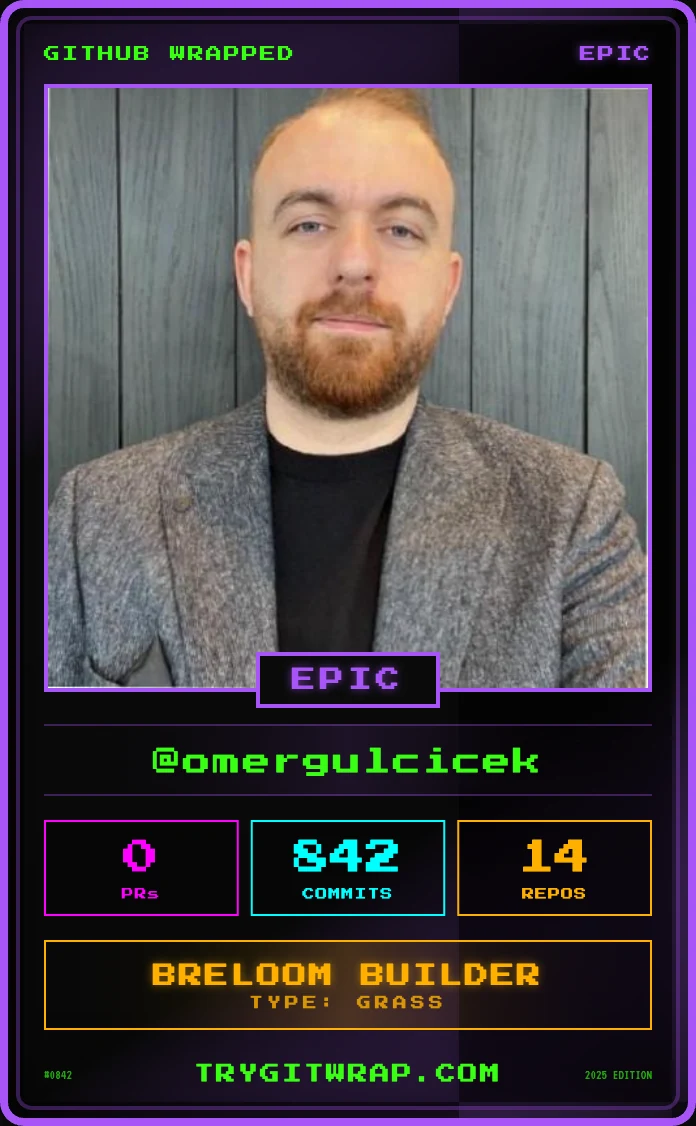 GITHUB WRAPPED EPIC
EPIC
@omergulcicek
0 842 14
PRs COMMITS REPOS
BRELOOM BUILDER
TYPE: GRASS
#0842 TRYGITWRAP.COM 2025 EDITION